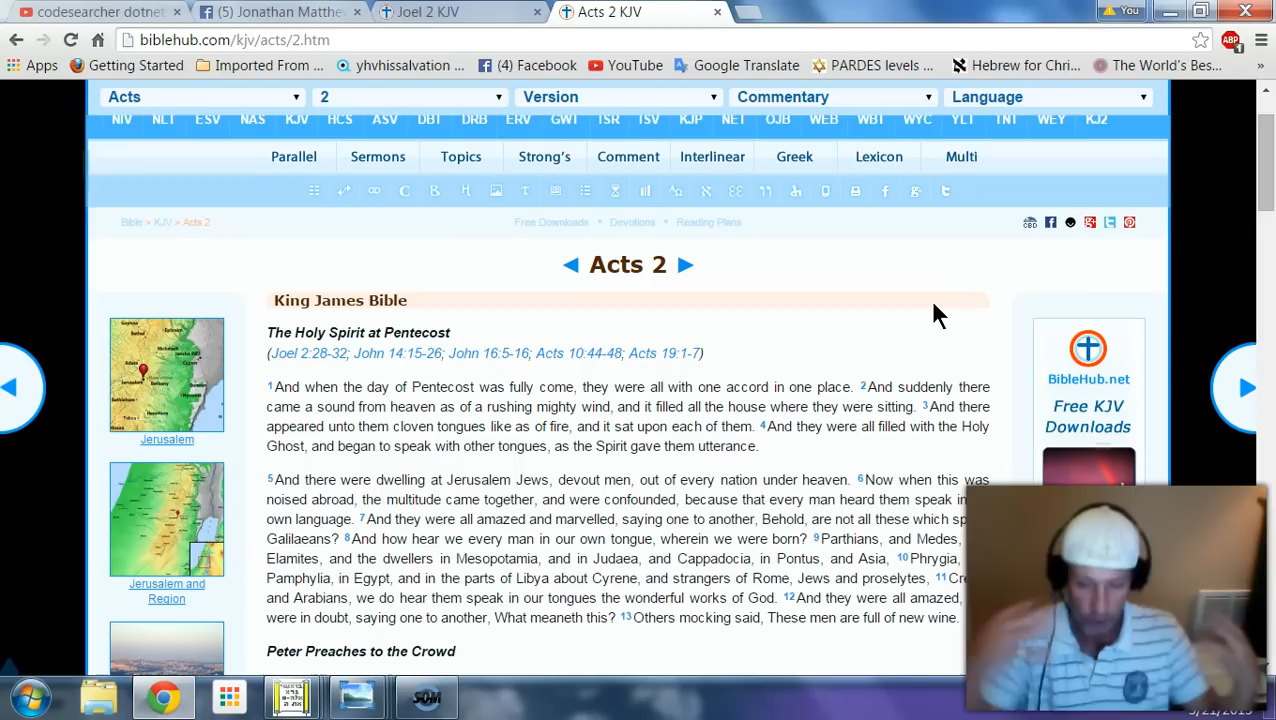 codesearcher dotnet
(5) Jonathan Matthew
Joel 2 KJV
Acts 2 KJV
You
biblehub.com/kjv/acts/2.htm
ABP
1
Apps
Getting Started
Imported From ...
yhvhissalvation ...
(4) Facebook
YouTube
Google Translate
PARDES levels ...
Hebrew for Chri...
The World's Bes...
»
Acts
2
Version
Commentary
Language
NIV NLT ESV NAS KJV HCS ASV DBT DRB ERV GWT ISR ISV KJP NET OJB WEB WBT WYC YLT TNT WEY KJ2
Parallel Sermons Topics Strong's Comment Interlinear Greek Lexicon Multi
Bible > KJV > Acts 2
Free Downloads • Devotions • Reading Plans
CBD
Acts 2
King James Bible
The Holy Spirit at Pentecost
(Joel 2:28-32; John 14:15-26; John 16:5-16; Acts 10:44-48; Acts 19:1-7)
1And when the day of Pentecost was fully come, they were all with one accord in one place. 2And suddenly there
came a sound from heaven as of a rushing mighty wind, and it filled all the house where they were sitting. 3And there
appeared unto them cloven tongues like as of fire, and it sat upon each of them. 4And they were all filled with the Holy
Ghost, and began to speak with other tongues, as the Spirit gave them utterance.
5And there were dwelling at Jerusalem Jews, devout men, out of every nation under heaven. 6Now when this was
noised abroad, the multitude came together, and were confounded, because that every man heard them speak in
own language. 7And they were all amazed and marvelled, saying one to another, Behold, are not all these which sp
Galilaeans? 8And how hear we every man in our own tongue, wherein we were born? 9Parthians, and Medes,
Elamites, and the dwellers in Mesopotamia, and in Judaea, and Cappadocia, in Pontus, and Asia, 10Phrygia,
Pamphylia, in Egypt, and in the parts of Libya about Cyrene, and strangers of Rome, Jews and proselytes, 11Cre
and Arabians, we do hear them speak in our tongues the wonderful works of God. 12And they were all amazed,
were in doubt, saying one to another, What meaneth this? 13Others mocking said, These men are full of new wine.
Peter Preaches to the Crowd
Jerusalem
Jerusalem and
Region
BibleHub.net
Free KJV
Downloads
SOM